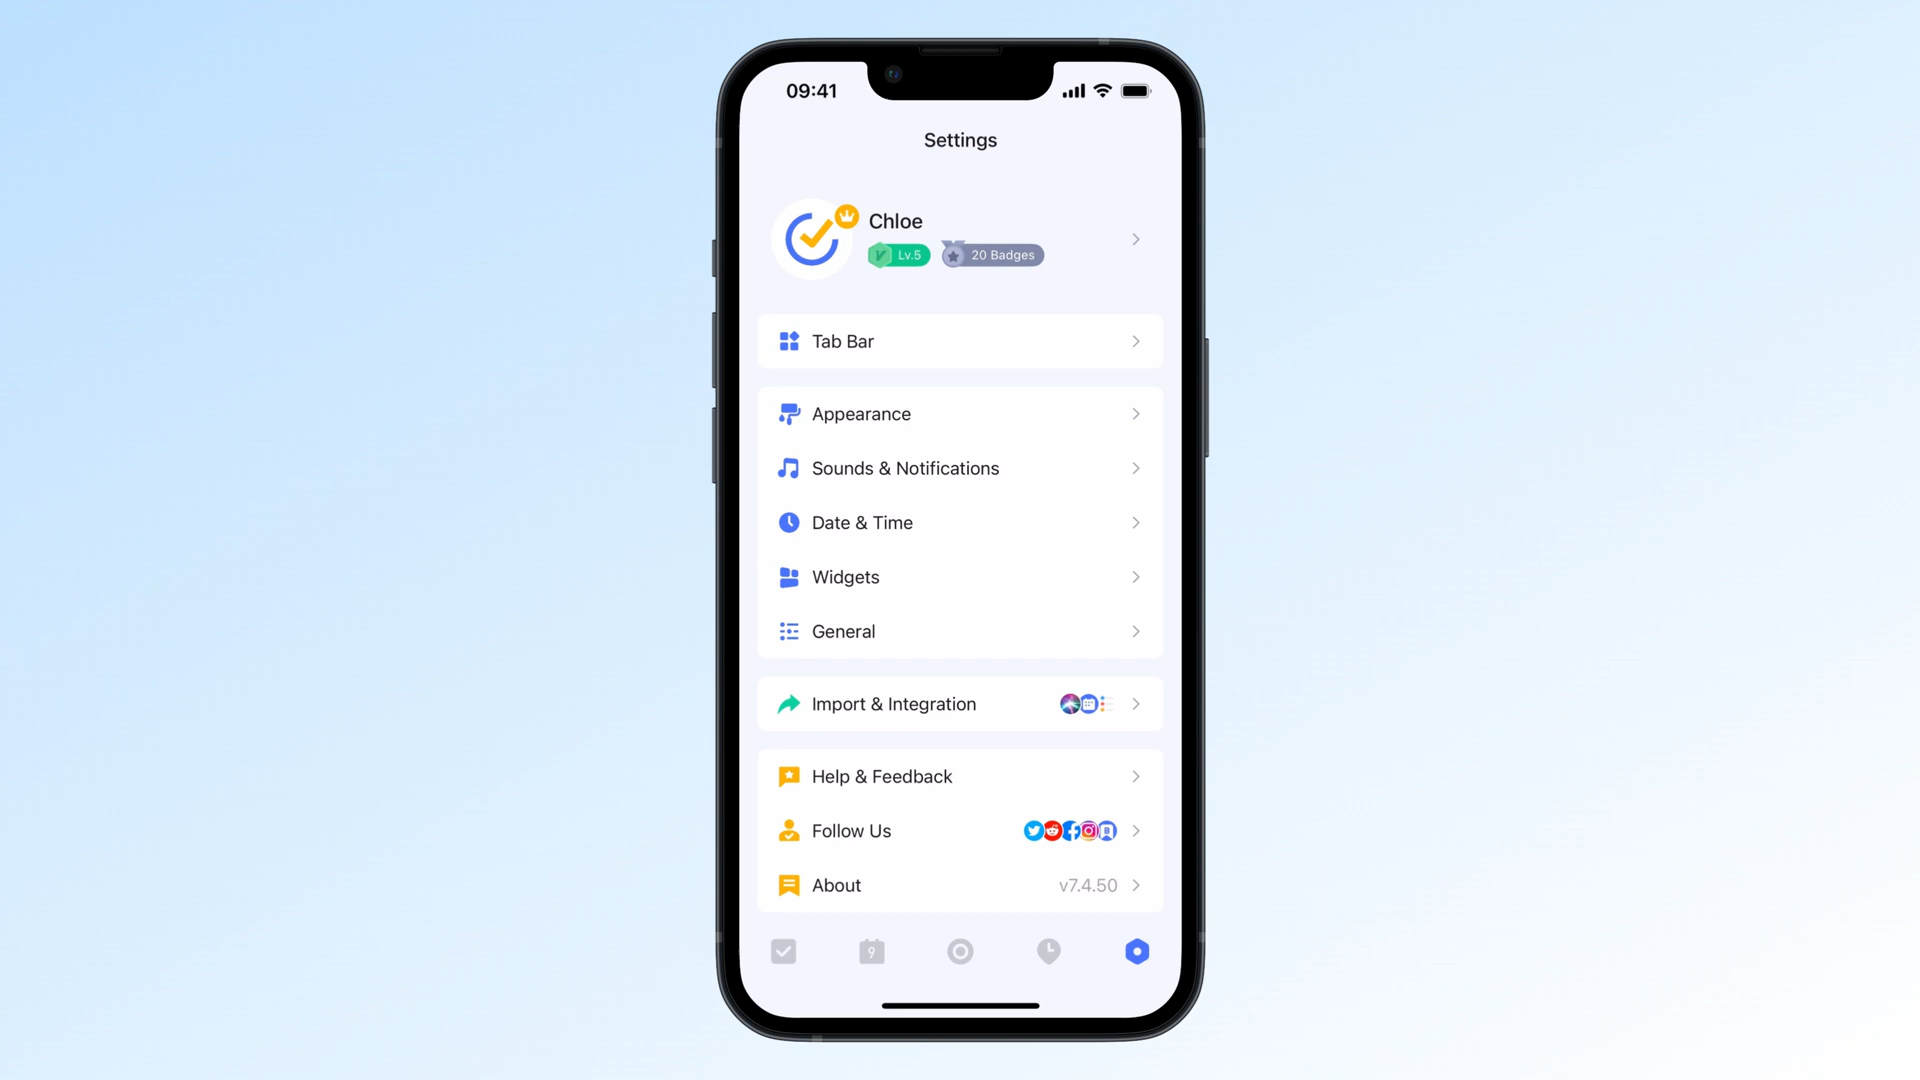 09:41
Settings
Chloe
Lv.5
20 Badges
Tab Bar
Appearance
Sounds & Notifications
Date & Time
Widgets
General
Import & Integration
Help & Feedback
Follow Us
About
v7.4.50
9